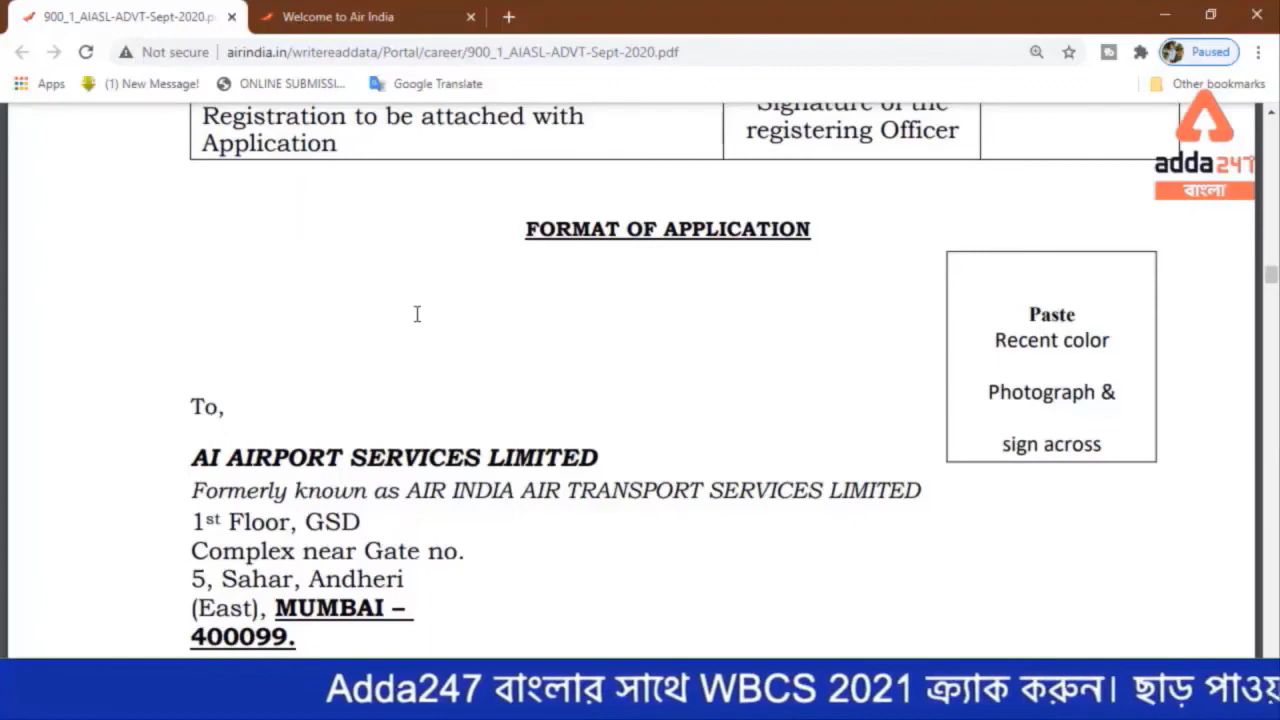 900_1_AIASL-ADVT-Sept-2020.p
Welcome to Air India
Not secure
airindia.in/writereaddata/Portal/career/900_1_AIASL-ADVT-Sept-2020.pdf
Paused
Apps
(1) New Message!
ONLINE SUBMISSI...
Google Translate
Other bookmarks
Registration to be attached with
Application
Signature of the
registering Officer
adda247
বাংলা
FORMAT OF APPLICATION
Paste
Recent color
Photograph &
sign across
To,
AI AIRPORT SERVICES LIMITED
Formerly known as AIR INDIA AIR TRANSPORT SERVICES LIMITED
1st Floor, GSD
Complex near Gate no.
5, Sahar, Andheri
(East), MUMBAI –
400099.
Adda247 বাংলার সাথে WBCS 2021 ক্র্যাক করুন। ছাড় পাওয়